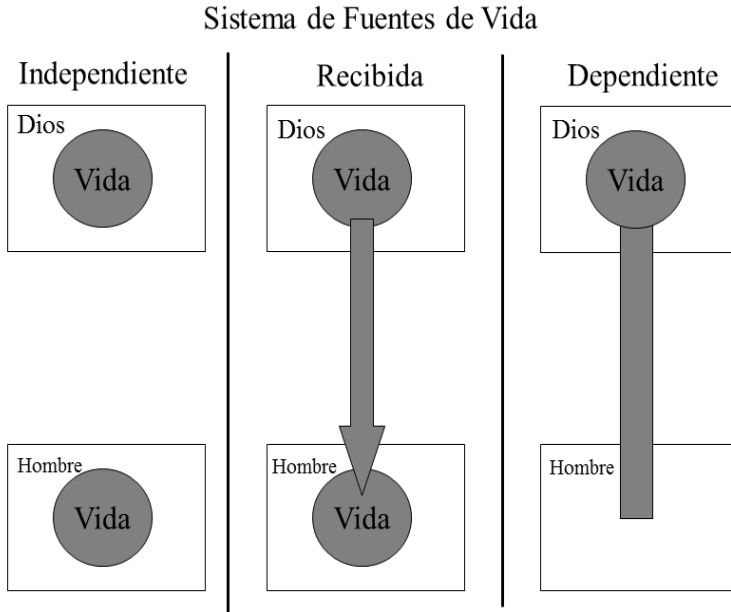 Sistema de Fuentes de Vida
Independiente
Recibida
Dependiente
Dios
Vida
Dios
Vida
Dios
Vida
Hombre
Vida
Hombre
Vida
Hombre